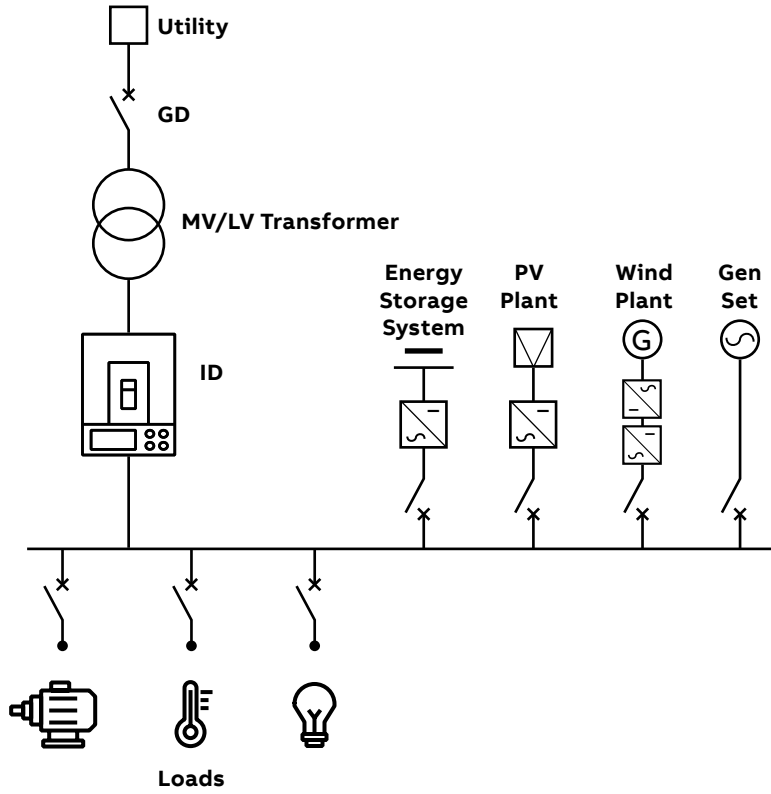 Utility
GD
MV/LV Transformer
Energy
Storage
System
PV
Plant
Wind
Plant
Gen
Set
G
ID
Loads